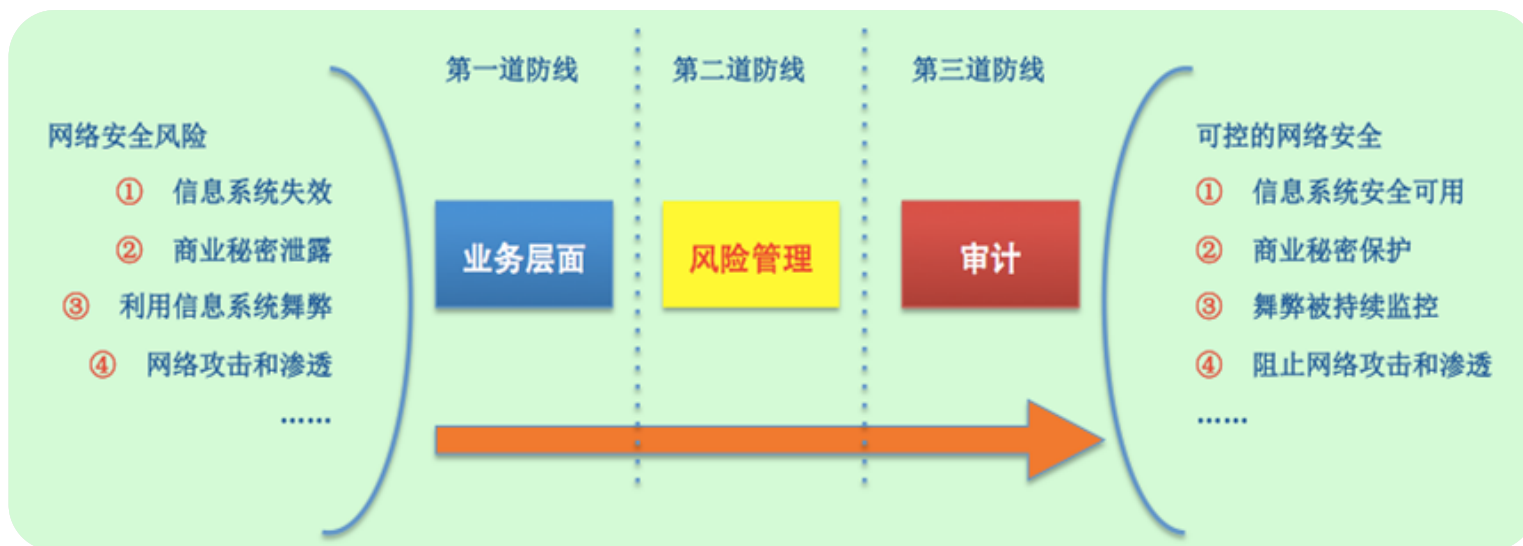 第一道防线
第二道防线
第三道防线
网络安全风险
① 信息系统失效
② 商业秘密泄露
③ 利用信息系统舞弊
④ 网络攻击和渗透
……
业务层面
风险管理
审计
可控的网络安全
① 信息系统安全可用
② 商业秘密保护
③ 舞弊被持续监控
④ 阻止网络攻击和渗透
……